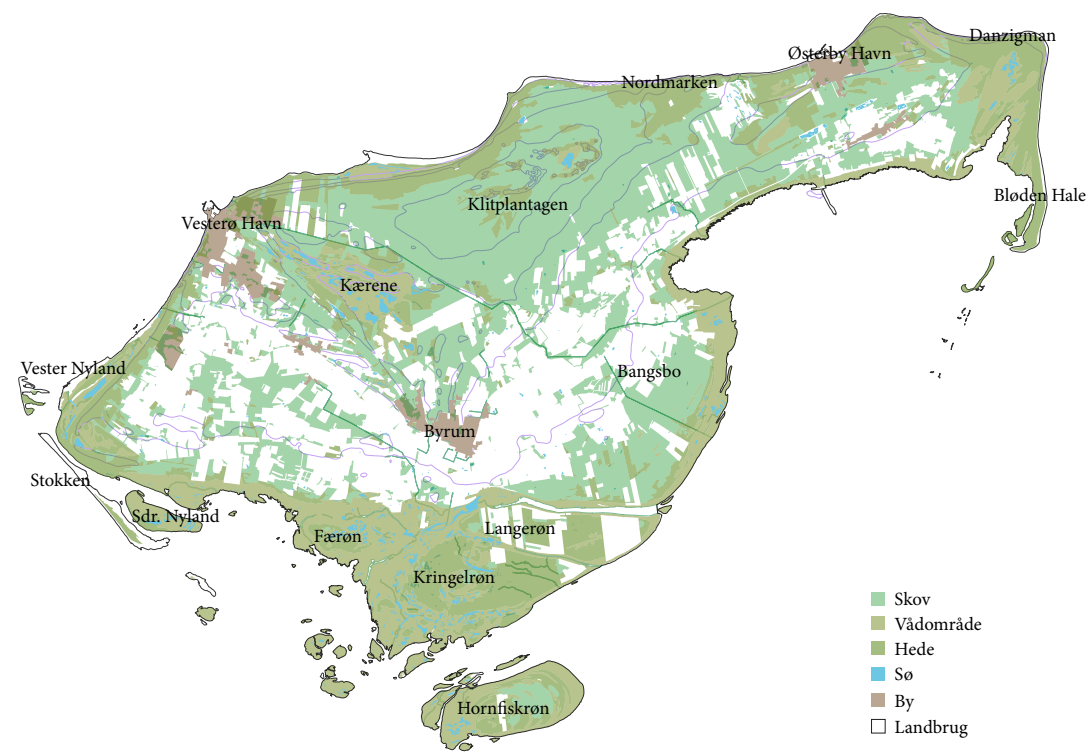 Danzigman
Østerby Havn
Nordmarken
Bløden Hale
Klitplantagen
Vesterø Havn
Kærene
Vester Nyland
Bangsbo
Byrum
Stokken
Sdr. Nyland
Langerøn
Færøn
Kringelrøn
Hornfiskrøn
Skov
Vådområde
Hede
Sø
By
Landbrug